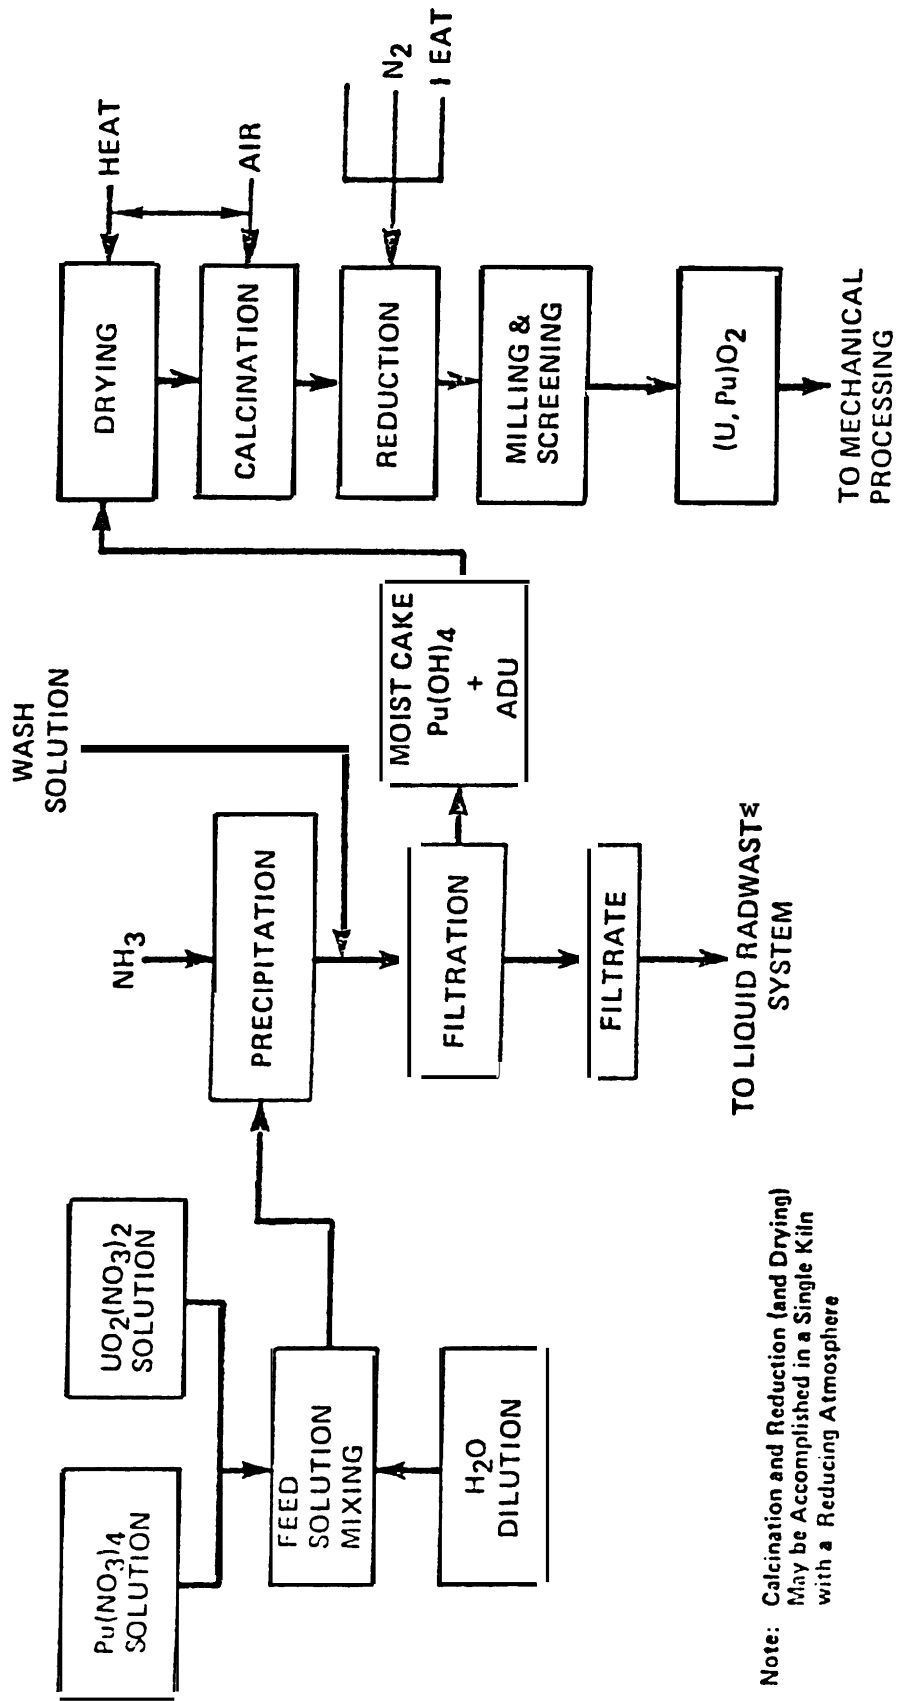 Pu(NO3)4
SOLUTION
UO2(NO3)2
SOLUTION
FEED
SOLUTION
MIXING
H2O
DILUTION
NH3
WASH
SOLUTION
PRECIPITATION
FILTRATION
FILTRATE
TO LIQUID RADWASTE
SYSTEM
MOIST CAKE
Pu(OH)4
+
ADU
DRYING
HEAT
CALCINATION
AIR
REDUCTION
N2
MILLING &
SCREENING
(U, Pu)O2
TO MECHANICAL
PROCESSING
Note: Calcination and Reduction (and Drying)
May be Accomplished in a Single Kiln
with a Reducing Atmosphere